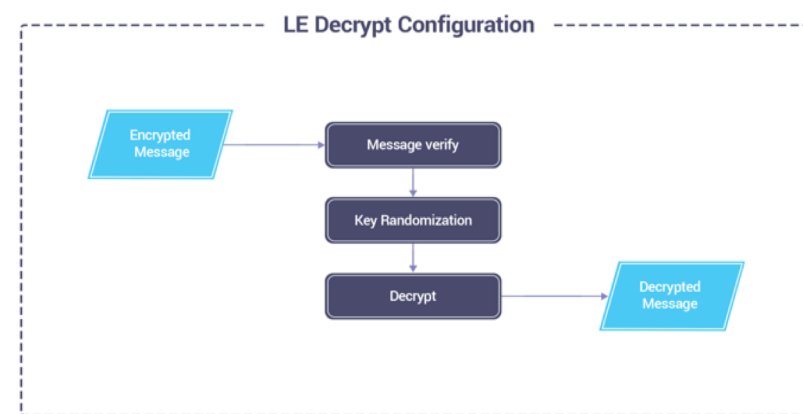 LE Decrypt Configuration
Encrypted
Message
Message verify
Key Randomization
Decrypt
Decrypted
Message